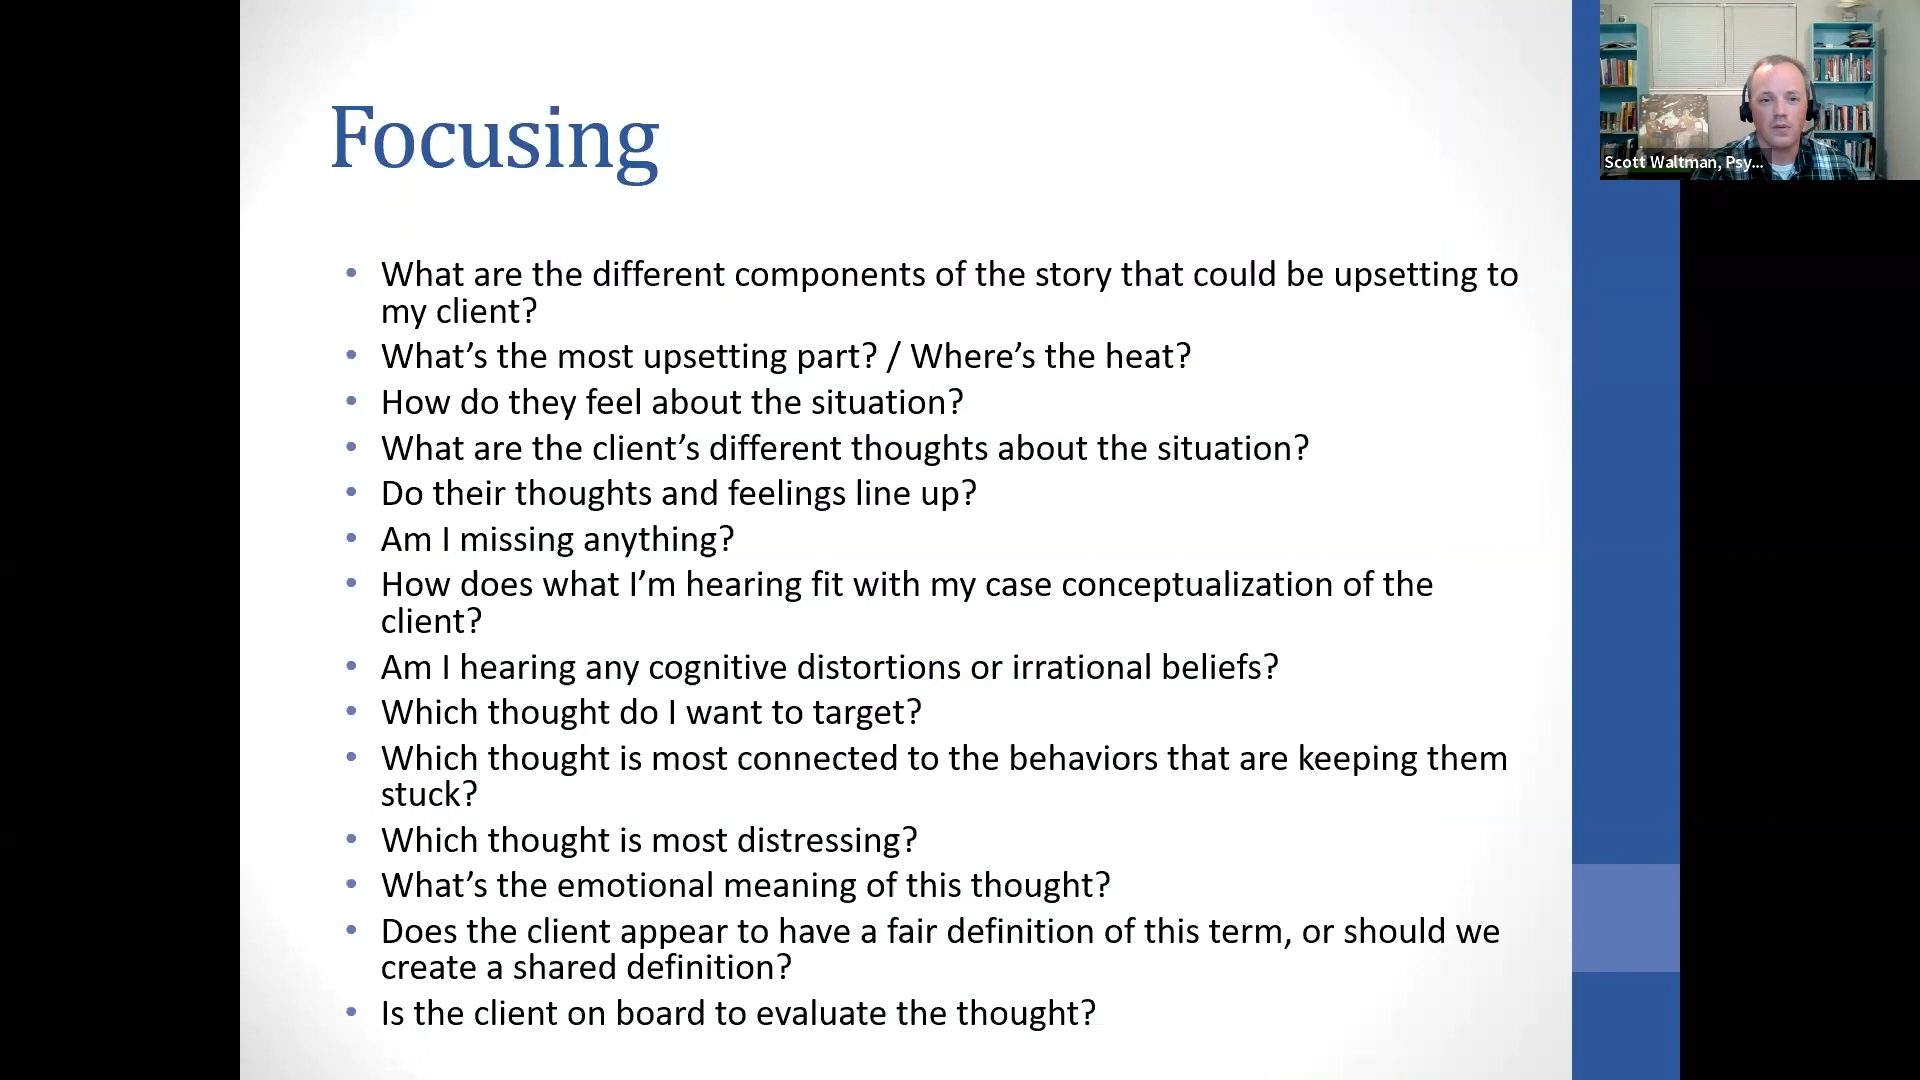 Focusing
Scott Waltman, Psy...
• What are the different components of the story that could be upsetting to
my client?
• What’s the most upsetting part? / Where’s the heat?
• How do they feel about the situation?
• What are the client’s different thoughts about the situation?
• Do their thoughts and feelings line up?
• Am I missing anything?
• How does what I’m hearing fit with my case conceptualization of the
client?
• Am I hearing any cognitive distortions or irrational beliefs?
• Which thought do I want to target?
• Which thought is most connected to the behaviors that are keeping them
stuck?
• Which thought is most distressing?
• What’s the emotional meaning of this thought?
• Does the client appear to have a fair definition of this term, or should we
create a shared definition?
• Is the client on board to evaluate the thought?